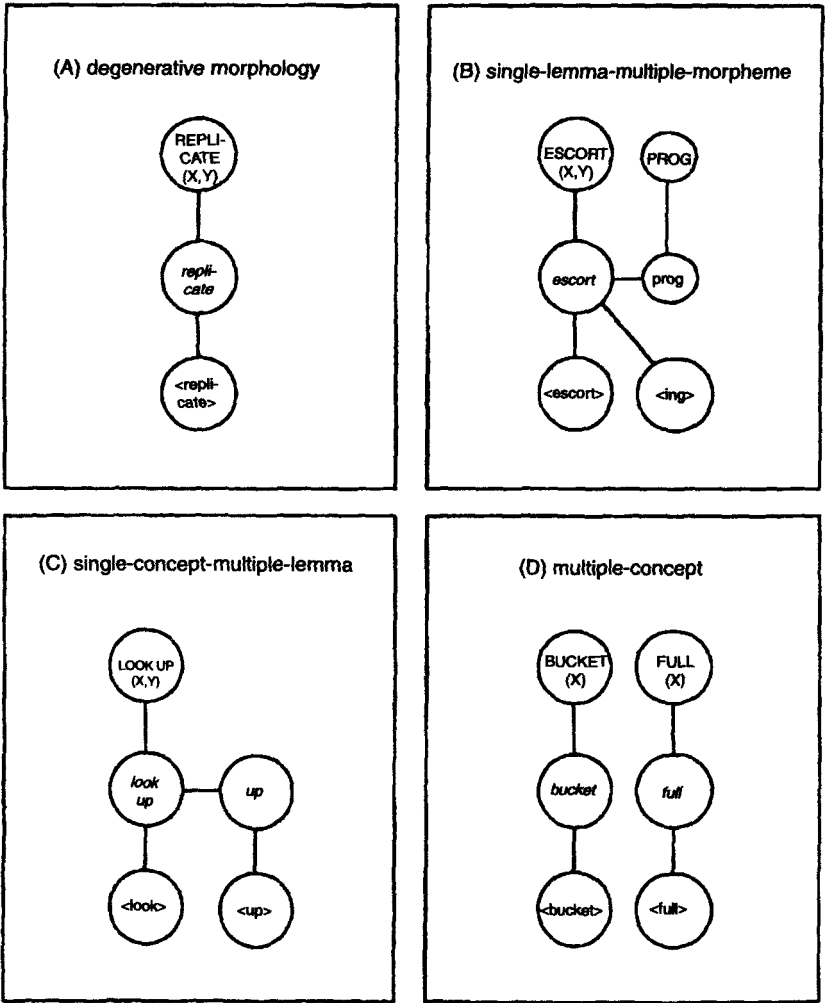 (A) degenerative morphology
REPLI-
CATE
(X,Y)
repli-
cate
<repli-
cate>
(B) single-lemma-multiple-morpheme
ESCORT
(X,Y)
PROG
escort
prog
<escort>
<ing>
(C) single-concept-multiple-lemma
LOOK UP
(X,Y)
look
up
up
<look>
<up>
(D) multiple-concept
BUCKET
(X)
FULL
(X)
bucket
full
<bucket>
<full>